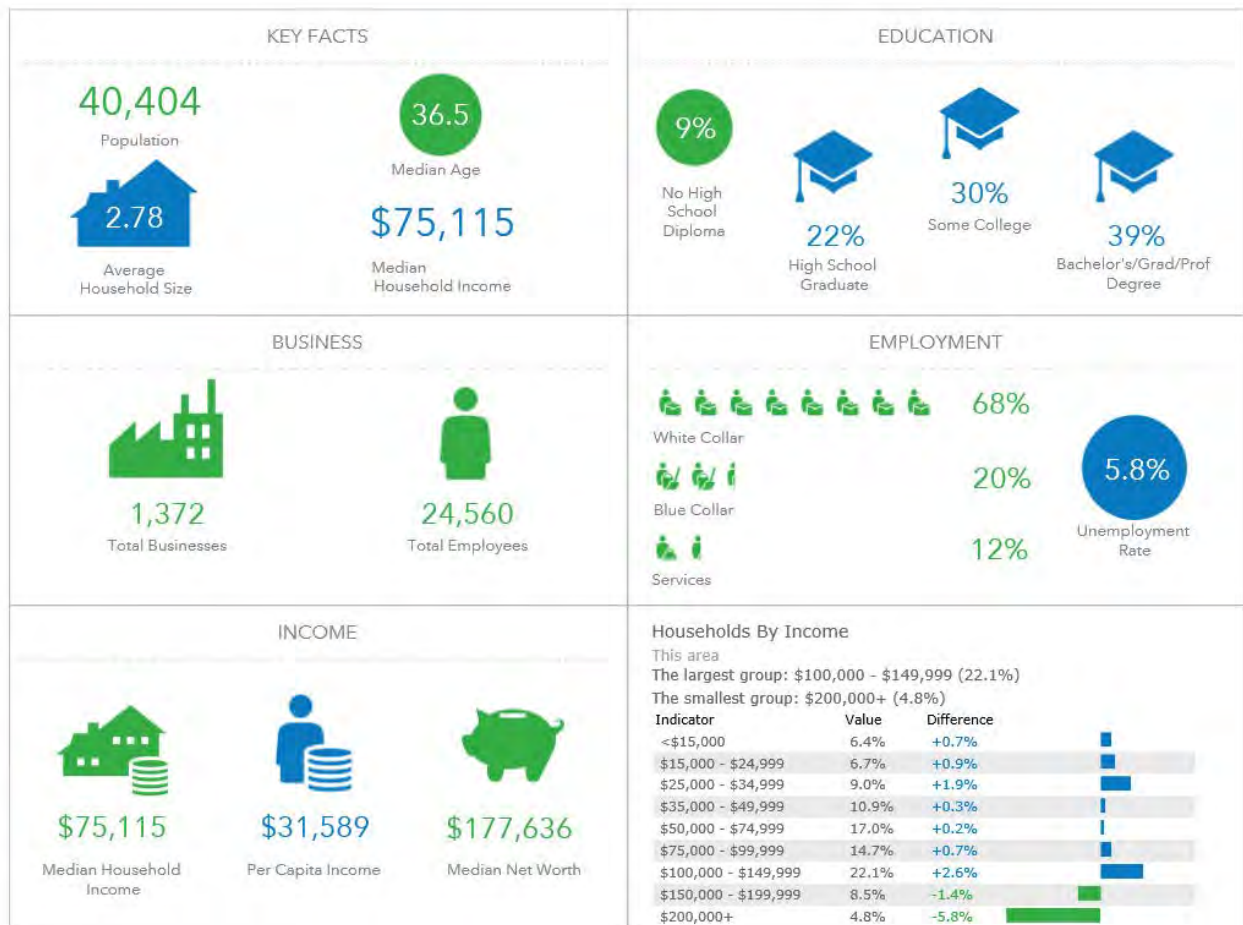 KEY FACTS
40,404
Population
36.5
Median Age
2.78
Average
Household Size
$75,115
Median
Household Income
EDUCATION
9%
No High
School
Diploma
22%
High School
Graduate
30%
Some College
39%
Bachelor's/Grad/Prof
Degree
BUSINESS
1,372
Total Businesses
24,560
Total Employees
EMPLOYMENT
68%
White Collar
20%
Blue Collar
12%
Services
5.8%
Unemployment
Rate
INCOME
$75,115
Median Household
Income
$31,589
Per Capita Income
$177,636
Median Net Worth
Households By Income
This area
The largest group: $100,000 - $149,999 (22.1%)
The smallest group: $200,000+ (4.8%)
Indicator Value Difference
<$15,000 6.4% +0.7%
$15,000 - $24,999 6.7% +0.9%
$25,000 - $34,999 9.0% +1.9%
$35,000 - $49,999 10.9% +0.3%
$50,000 - $74,999 17.0% +0.2%
$75,000 - $99,999 14.7% +0.7%
$100,000 - $149,999 22.1% +2.6%
$150,000 - $199,999 8.5% -1.4%
$200,000+ 4.8% -5.8%